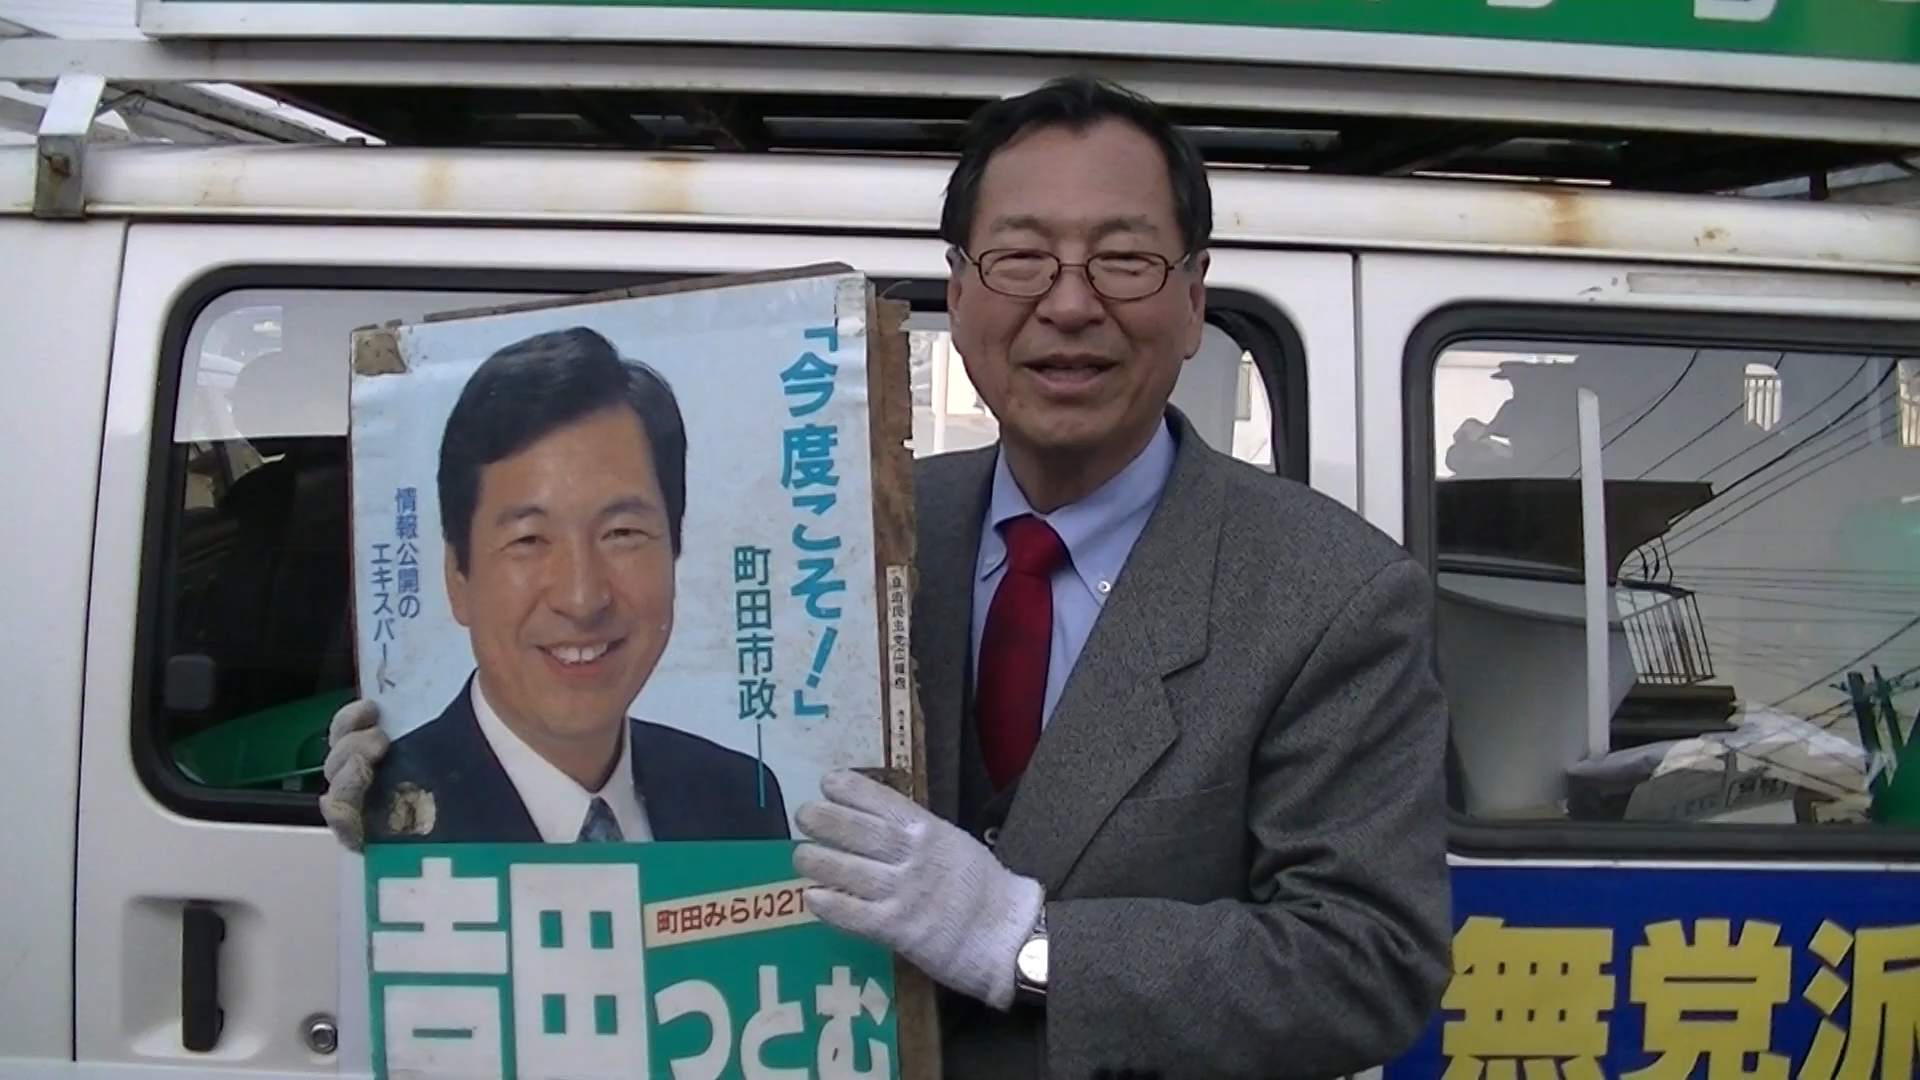 「今度こそ!」
町田市政
情報公開の
エキスパート
町田みらい21
吉田
つとむ
無党派